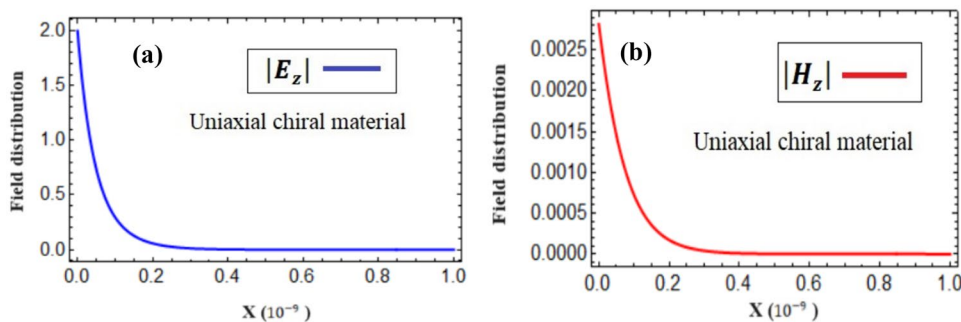 (a)
|E_z|
Uniaxial chiral material
Field distribution
2.0
1.5
1.0
0.5
0.0
0.0 0.2 0.4 0.6 0.8 1.0
X (10⁻⁹)
(b)
|H_z|
Uniaxial chiral material
Field distribution
0.0025
0.0020
0.0015
0.0010
0.0005
0.0000
0.0 0.2 0.4 0.6 0.8 1.0
X (10⁻⁹)